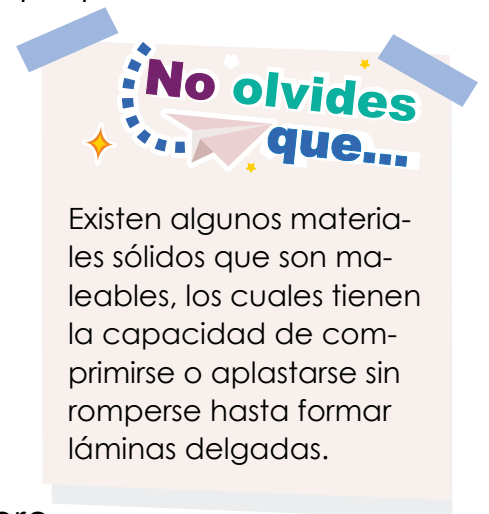 No olvides
que...
Existen algunos materia-
les sólidos que son ma-
leables, los cuales tienen
la capacidad de com-
primirse o aplastarse sin
romperse hasta formar
láminas delgadas.